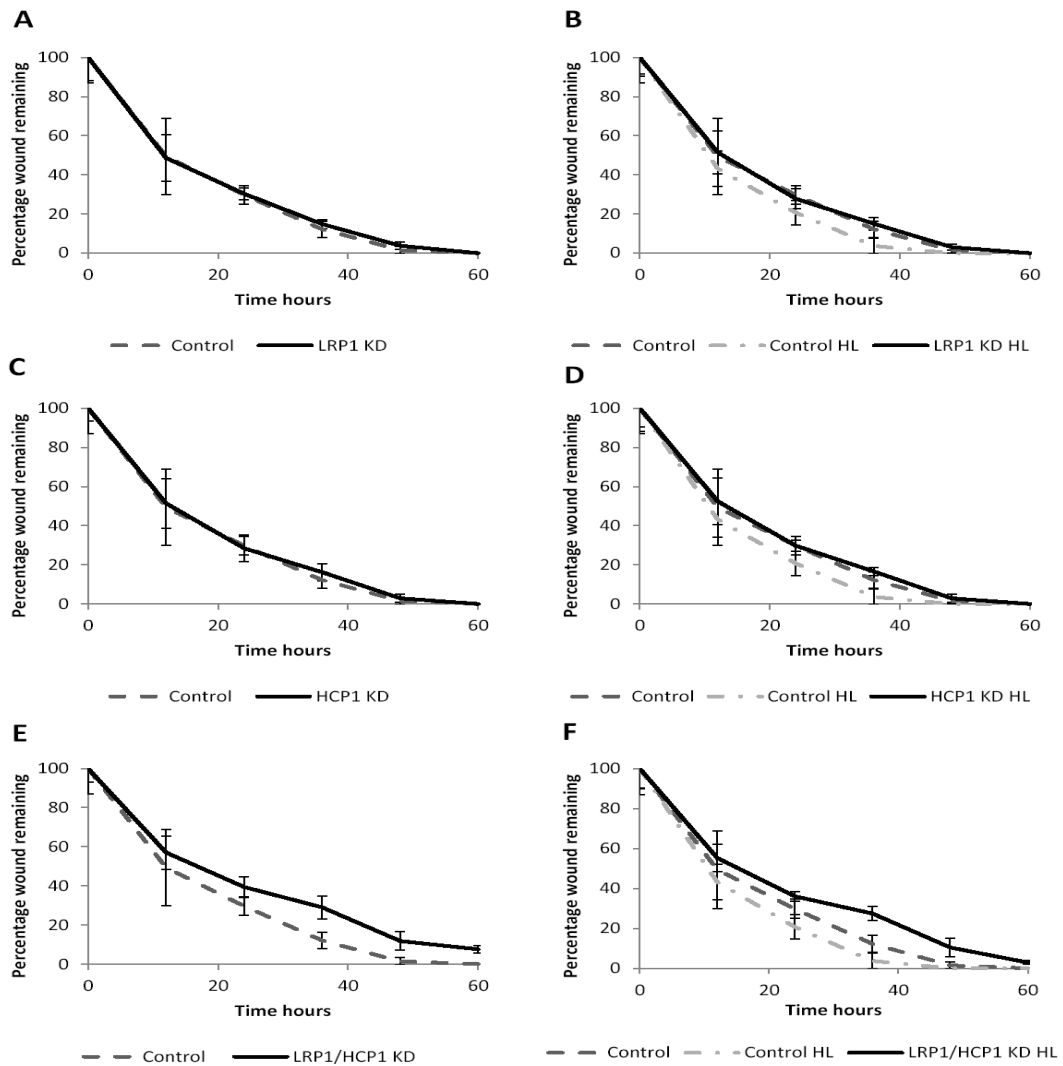 A
Percentage wound remaining
100
80
60
40
20
0
0 20 40 60
Time hours
Control LRP1 KD
B
Percentage wound remaining
100
80
60
40
20
0
0 20 40 60
Time hours
Control Control HL LRP1 KD HL
C
Percentage wound remaining
100
80
60
40
20
0
0 20 40 60
Time hours
Control HCP1 KD
D
Percentage wound remaining
100
80
60
40
20
0
0 20 40 60
Time hours
Control Control HL HCP1 KD HL
E
Percentage wound remaining
100
80
60
40
20
0
0 20 40 60
Time hours
Control LRP1/HCP1 KD
F
Percentage wound remaining
100
80
60
40
20
0
0 20 40 60
Time hours
Control Control HL LRP1/HCP1 KD HL